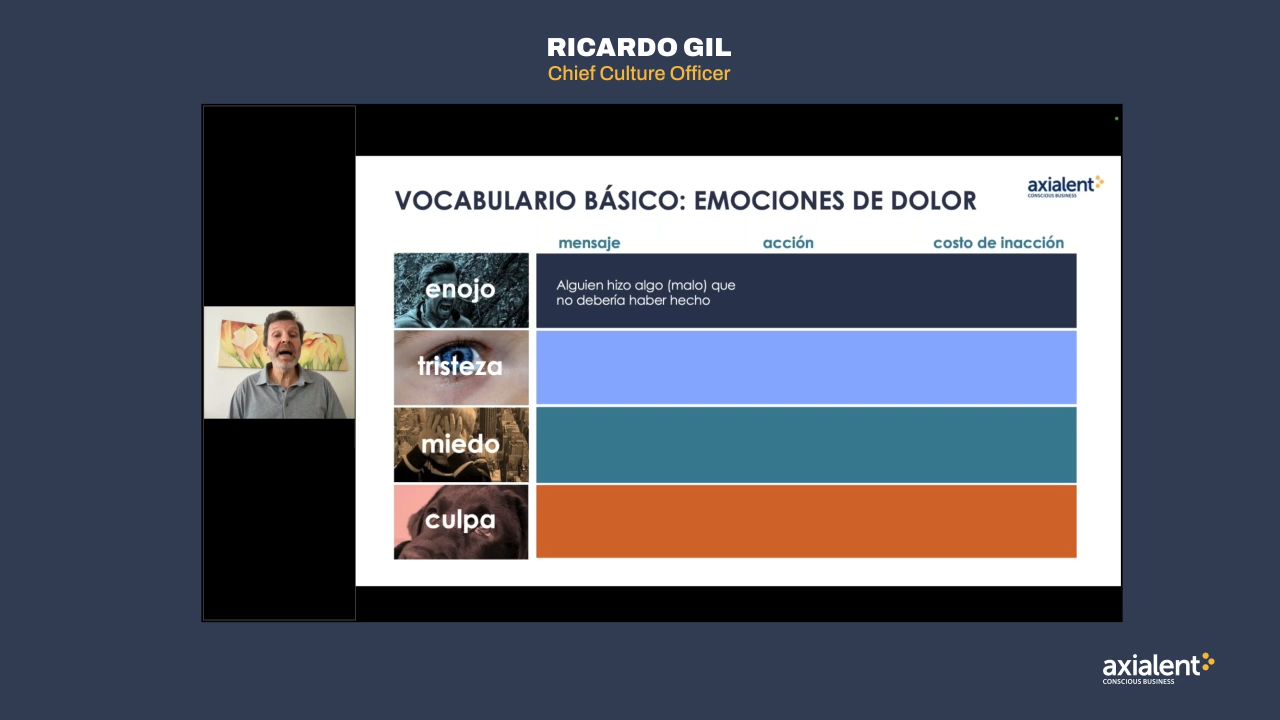 RICARDO GIL
Chief Culture Officer
axialent
CONSCIOUS BUSINESS
VOCABULARIO BÁSICO: EMOCIONES DE DOLOR
mensaje acción costo de inacción
enojo
Alguien hizo algo (malo) que
no debería haber hecho
tristeza
miedo
culpa
axialent
CONSCIOUS BUSINESS